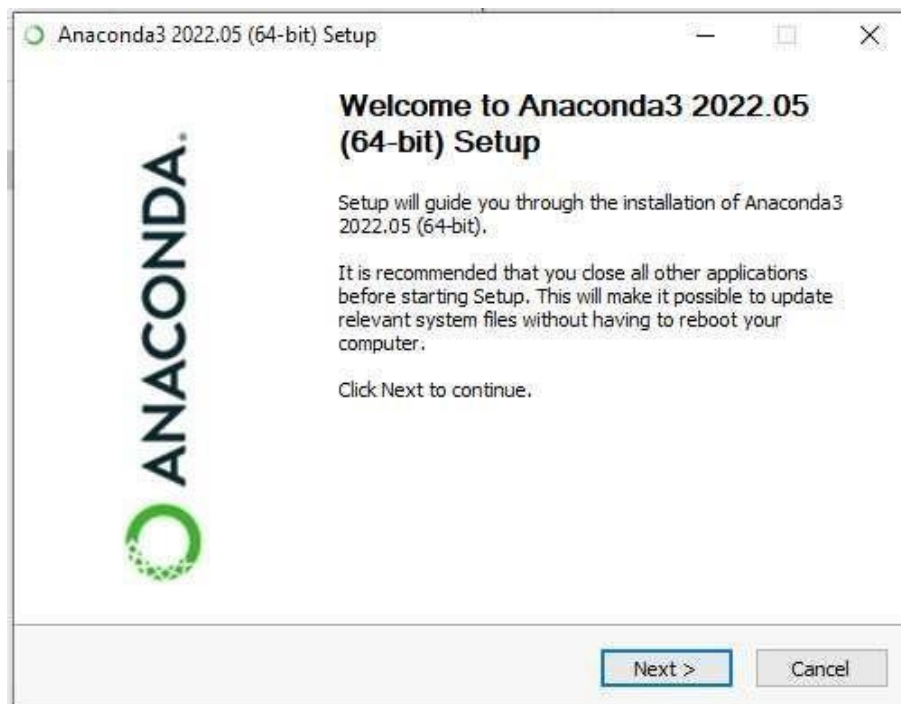 Anaconda3 2022.05 (64-bit) Setup
Welcome to Anaconda3 2022.05
(64-bit) Setup
Setup will guide you through the installation of Anaconda3
2022.05 (64-bit).
It is recommended that you close all other applications
before starting Setup. This will make it possible to update
relevant system files without having to reboot your
computer.
Click Next to continue.
ANACONDA.
Next >
Cancel